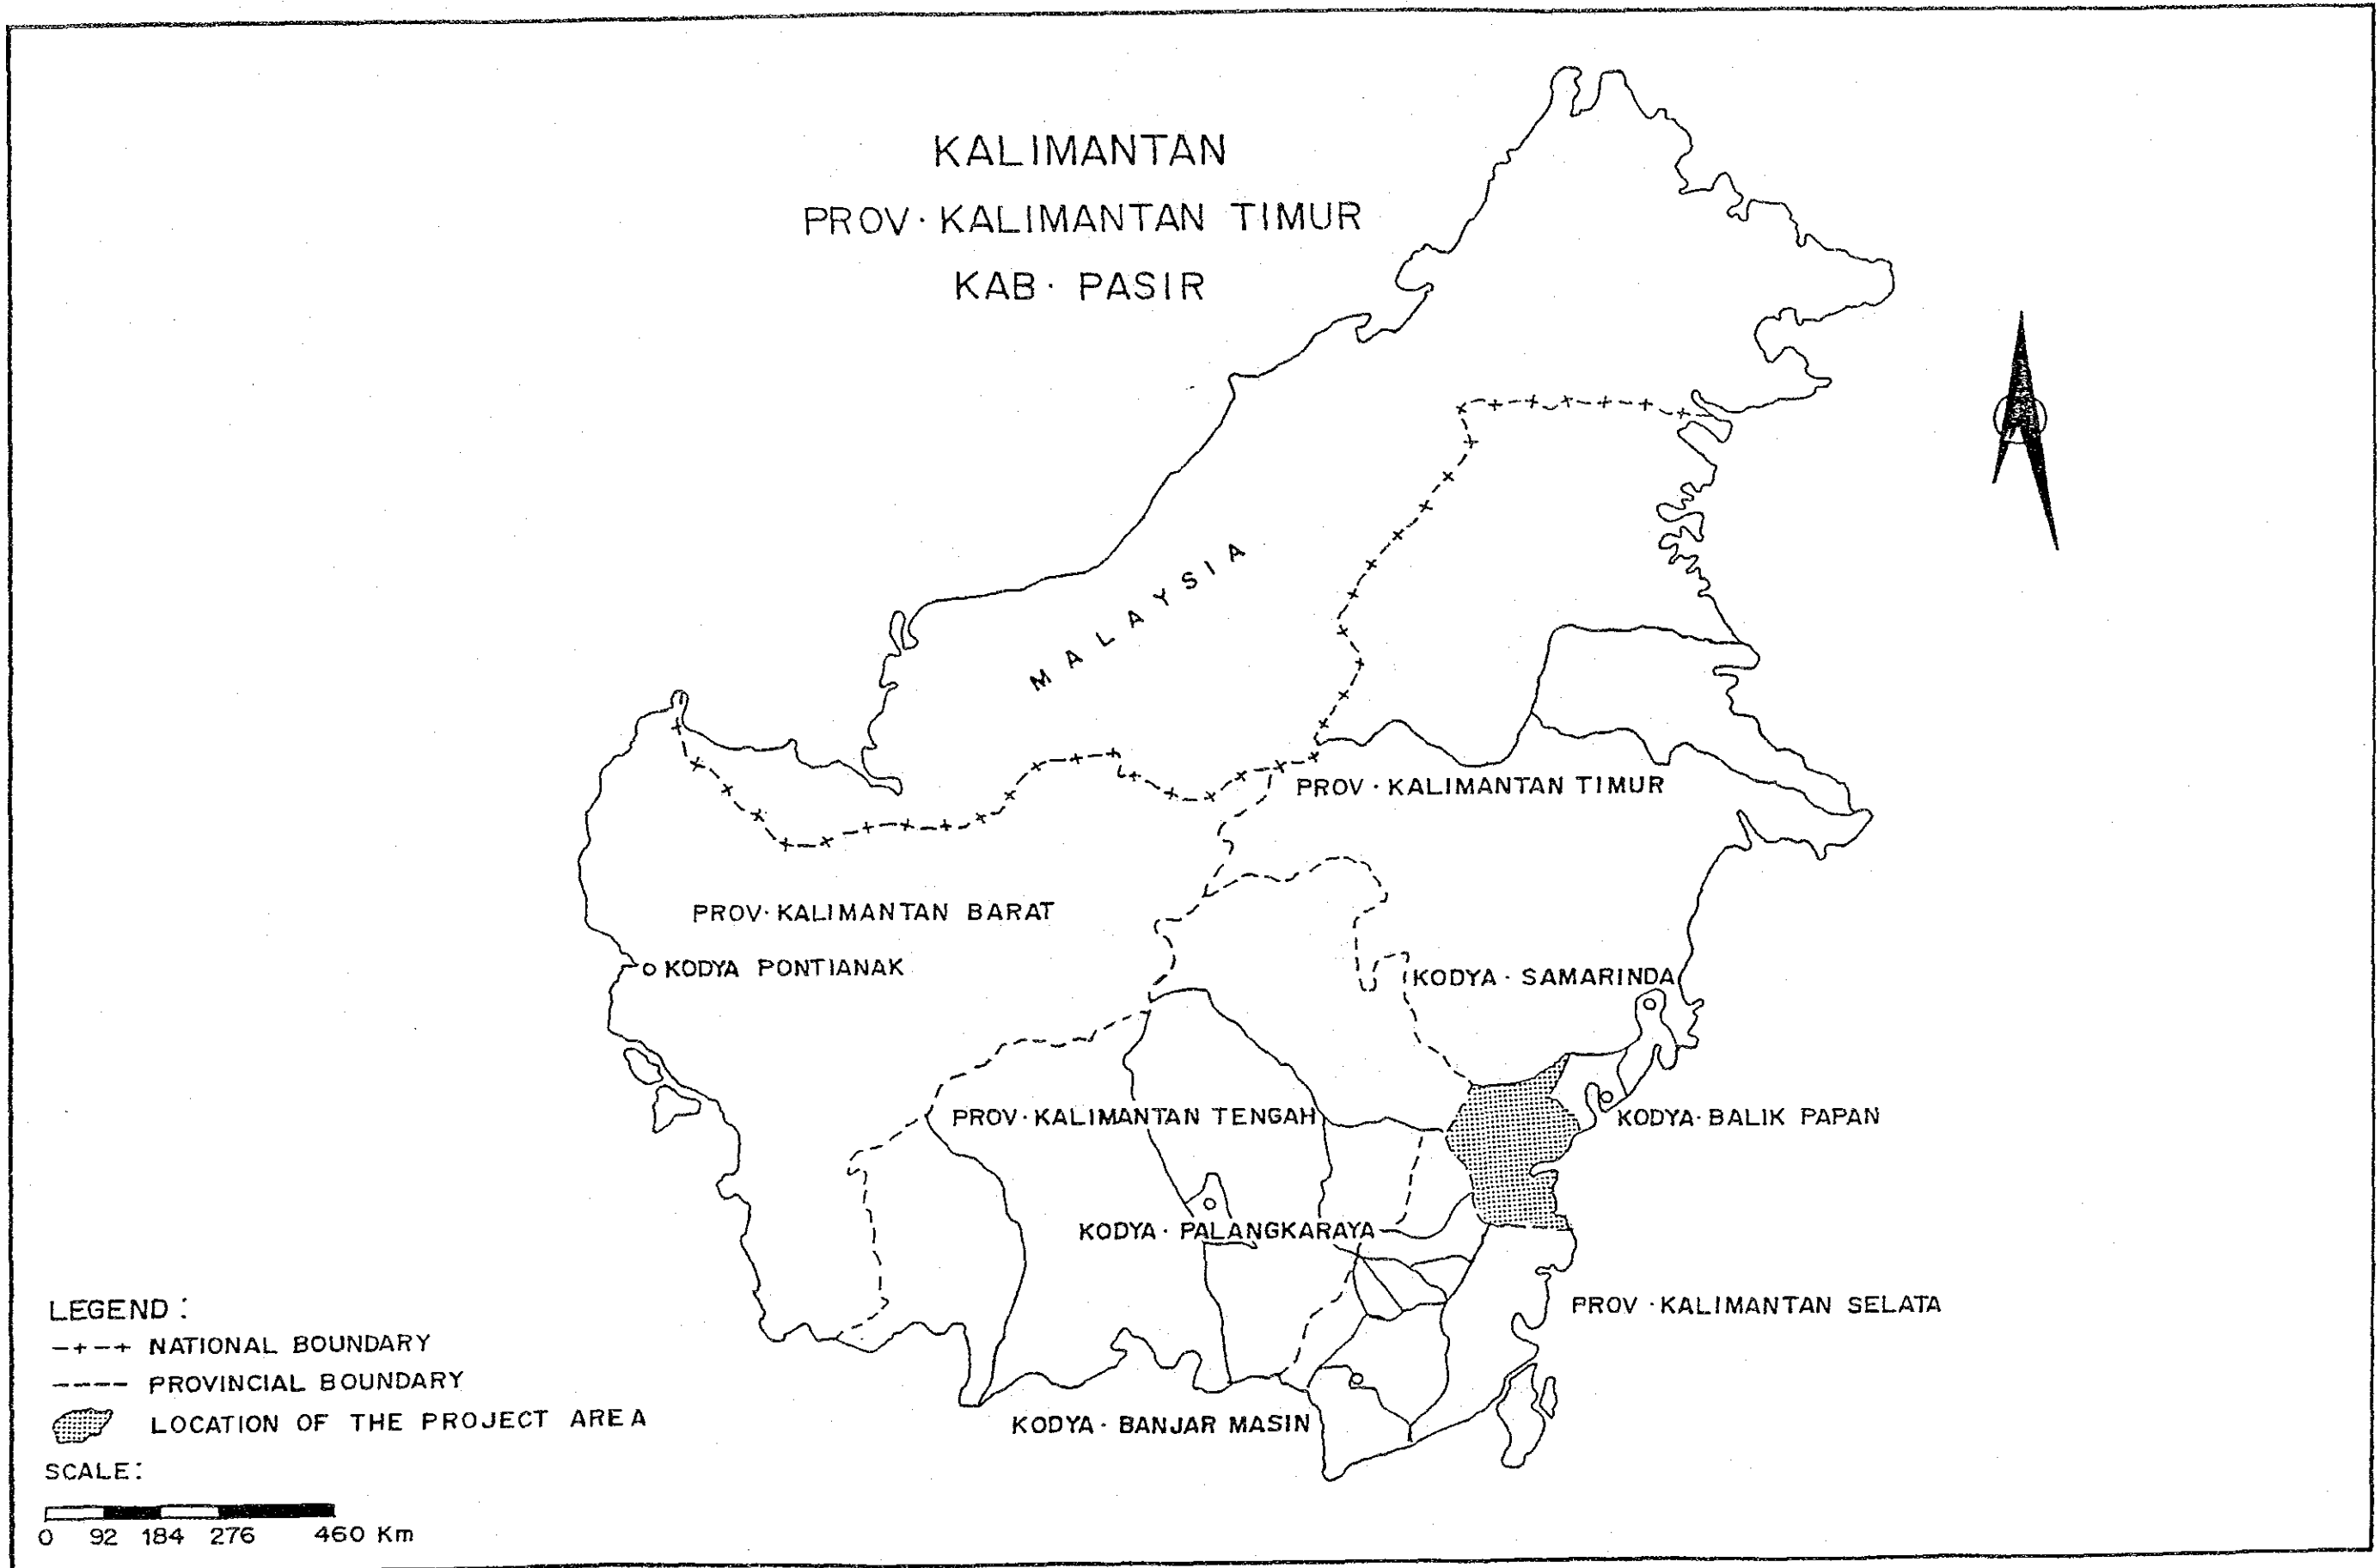 KALIMANTAN
PROV· KALIMANTAN TIMUR
KAB· PASIR
MALAYSIA
PROV · KALIMANTAN TIMUR
PROV· KALIMANTAN BARAT
KODYA PONTIANAK
KODYA · SAMARINDA
PROV· KALIMANTAN TENGAH
KODYA· BALIK PAPAN
KODYA · PALANGKARAYA
PROV · KALIMANTAN SELATA
KODYA · BANJAR MASIN
LEGEND :
NATIONAL BOUNDARY
PROVINCIAL BOUNDARY
LOCATION OF THE PROJECT AREA
SCALE:
0 92 184 276 460 Km